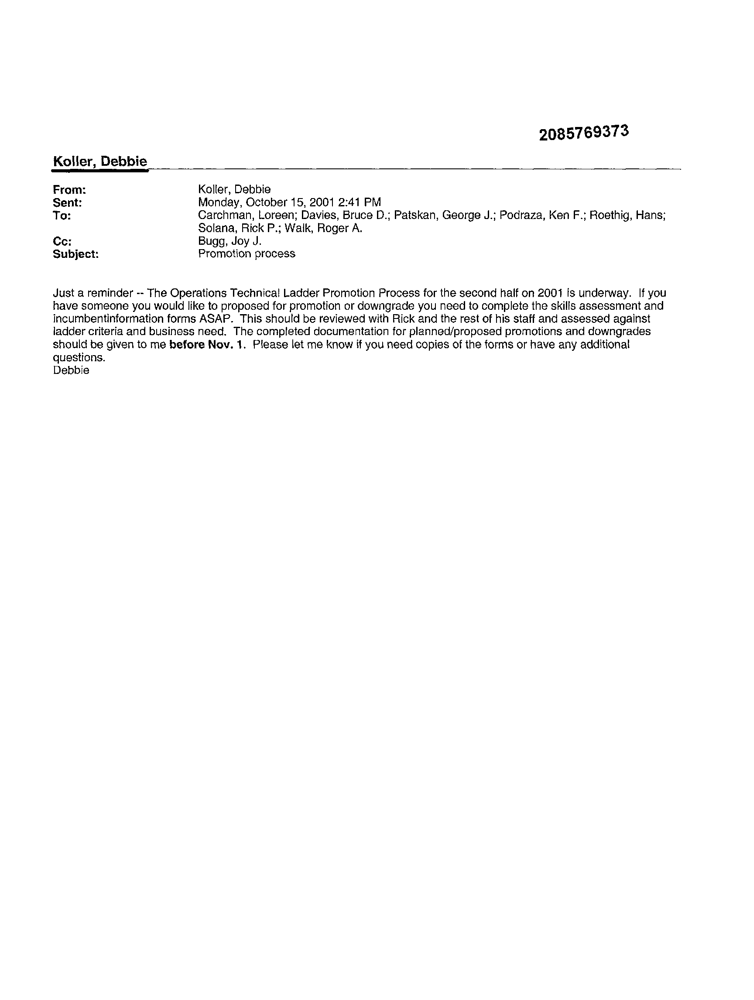 2085769373
Koller, Debbie
From: Koller, Debbie
Sent: Monday, October 15, 2001 2:41 PM
To: Carchman, Loreen; Davies, Bruce D.; Patskan, George J.; Podraza, Ken F.; Roethig, Hans;
Solana, Rick P.; Walk, Roger A.
Cc: Bugg, Joy J.
Subject: Promotion process
Just a reminder -- The Operations Technical Ladder Promotion Process for the second half on 2001 is underway. If you
have someone you would like to proposed for promotion or downgrade you need to complete the skills assessment and
incumbentinformation forms ASAP. This should be reviewed with Rick and the rest of his staff and assessed against
ladder criteria and business need. The completed documentation for planned/proposed promotions and downgrades
should be given to me before Nov. 1. Please let me know if you need copies of the forms or have any additional
questions.
Debbie